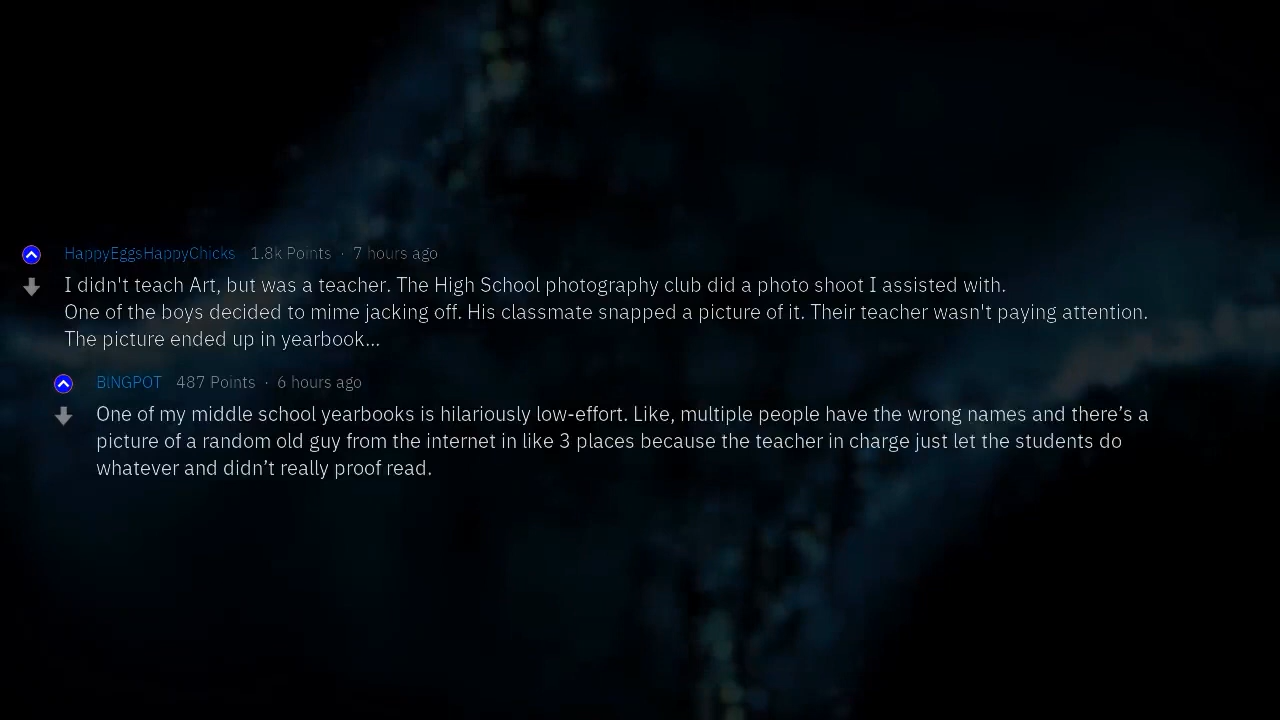 HappyEggsHappyChicks 1.8k Points · 7 hours ago
I didn't teach Art, but was a teacher. The High School photography club did a photo shoot I assisted with.
One of the boys decided to mime jacking off. His classmate snapped a picture of it. Their teacher wasn't paying attention.
The picture ended up in yearbook...
BlNGPOT 487 Points · 6 hours ago
One of my middle school yearbooks is hilariously low-effort. Like, multiple people have the wrong names and there’s a
picture of a random old guy from the internet in like 3 places because the teacher in charge just let the students do
whatever and didn’t really proof read.